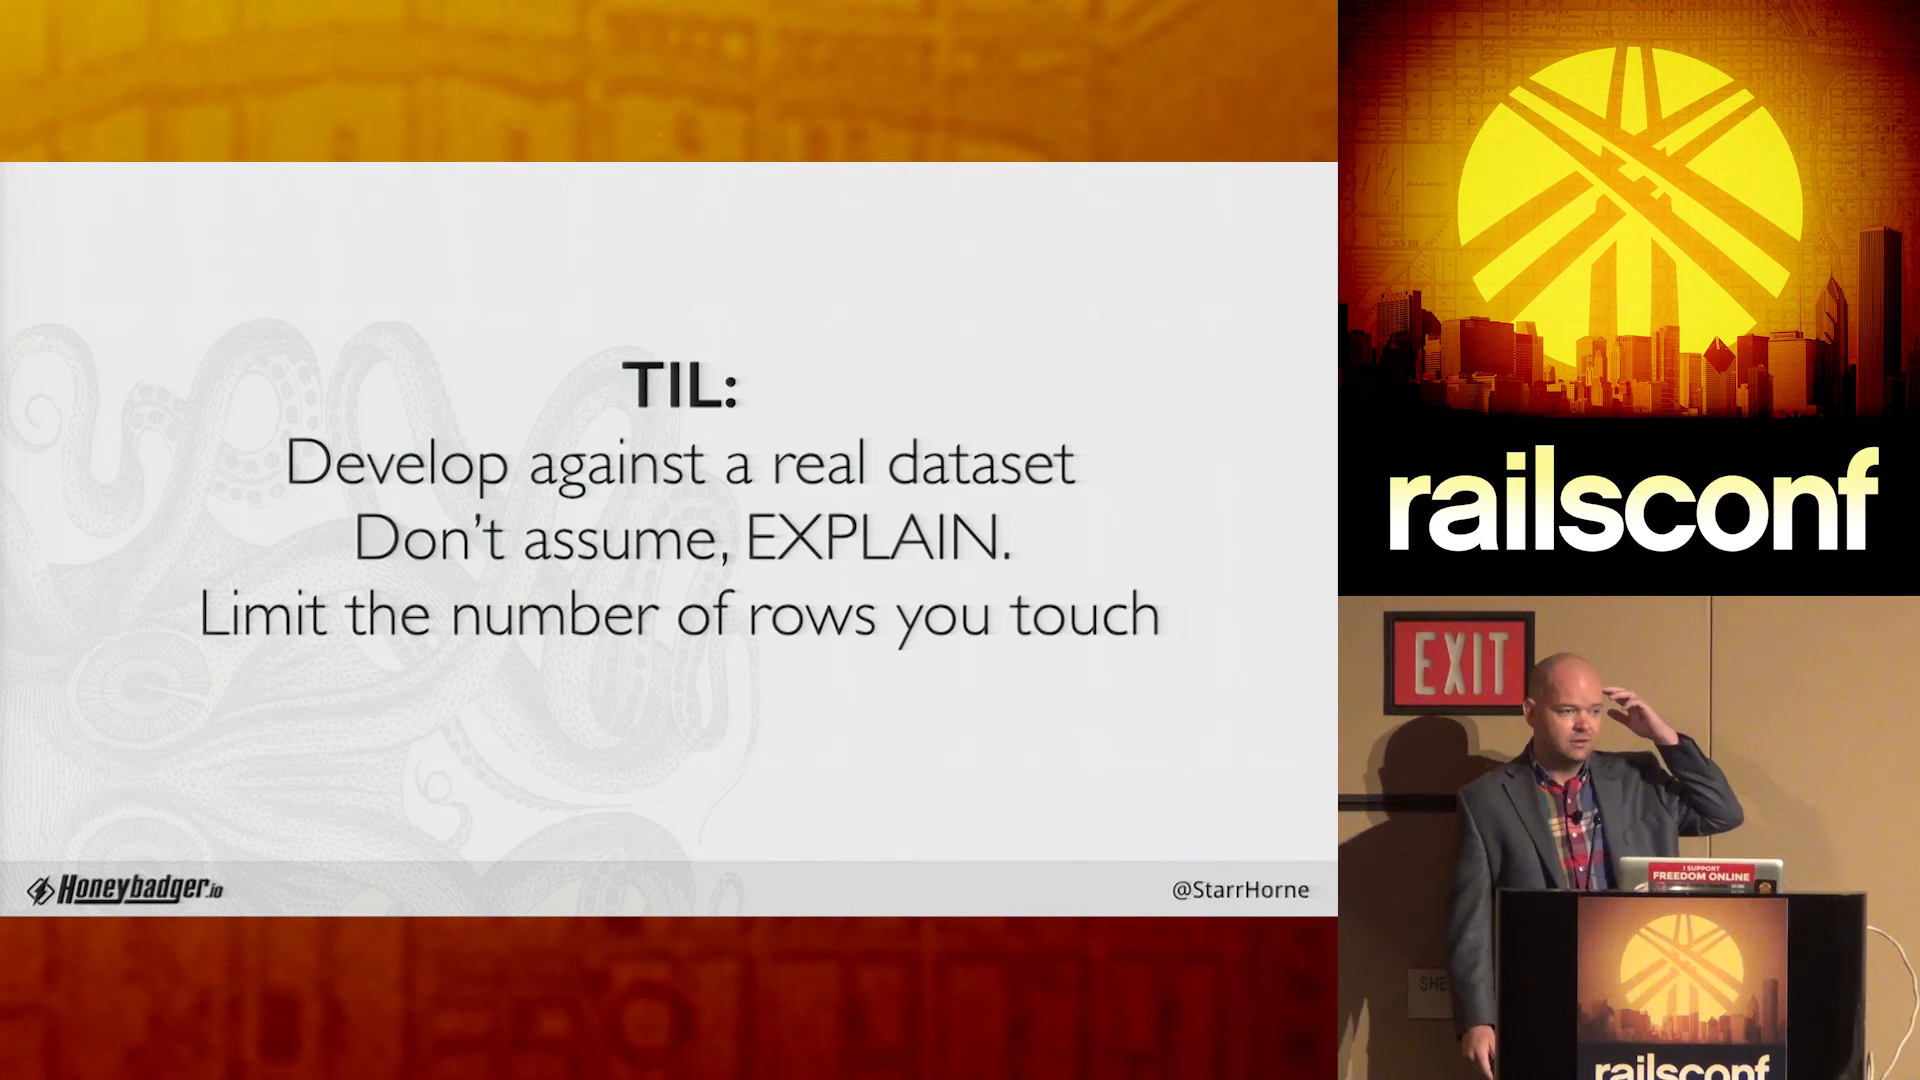 TIL:
Develop against a real dataset
Don't assume, EXPLAIN.
Limit the number of rows you touch
Honeybadger.io
@StarrHorne
railsconf
EXIT
I SUPPORT
FREEDOM ONLINE
SHE
railsconf